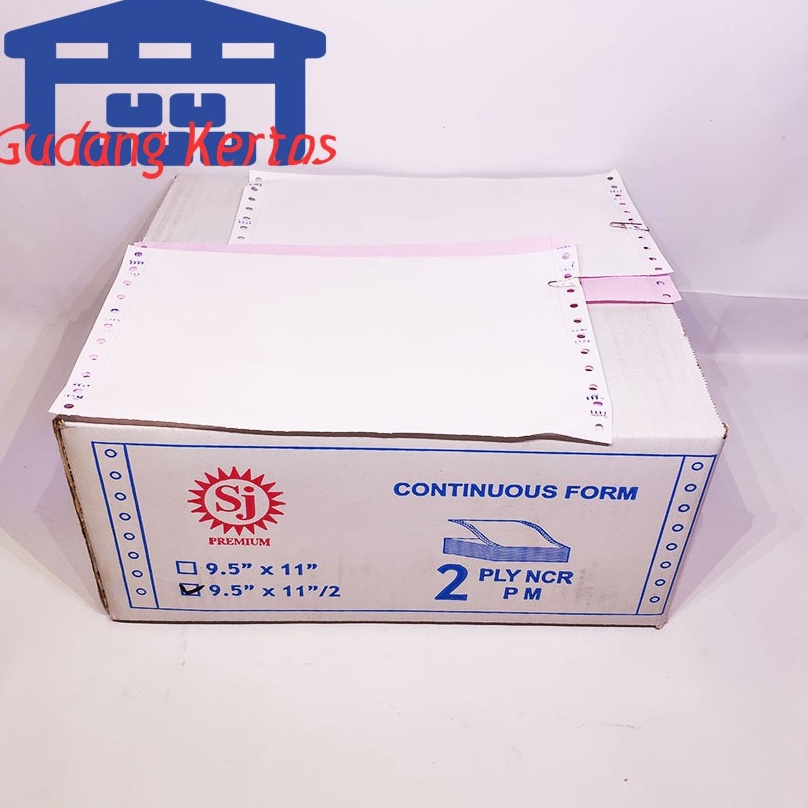 Gudang Kertas
Sj
PREMIUM
CONTINUOUS FORM
9.5" x 11"
9.5" x 11"/2
2 PLY NCR
P M